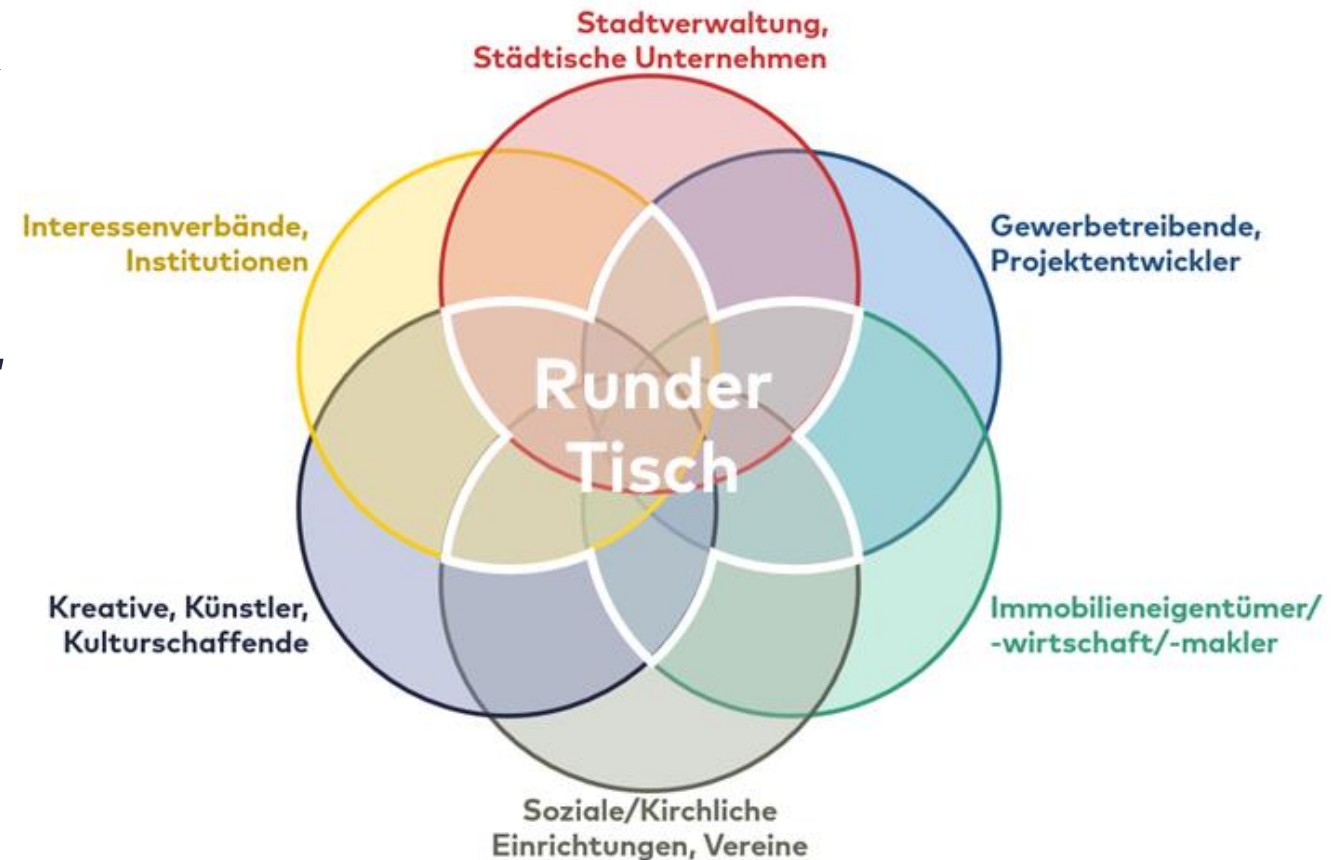 Stadtverwaltung,
Städtische Unternehmen
Interessenverbände,
Institutionen
Gewerbetreibende,
Projektentwickler
Runder
Tisch
Kreative, Künstler,
Kulturschaffende
Immobilieneigentümer/
-wirtschaft/-makler
Soziale/Kirchliche
Einrichtungen, Vereine